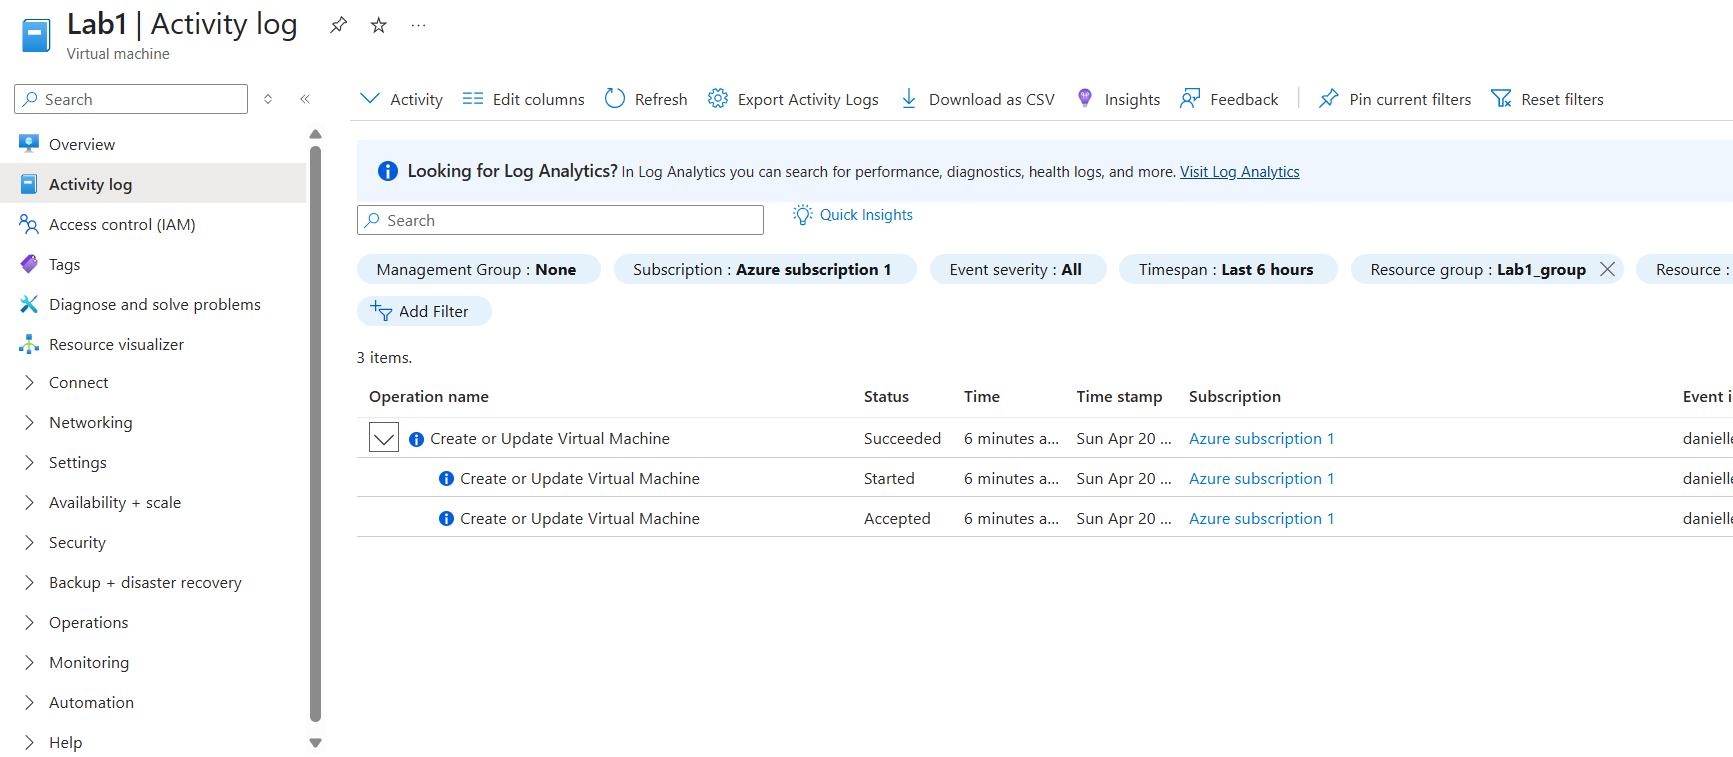 Lab1 | Activity log
Virtual machine
Search
Overview
Activity log
Access control (IAM)
Tags
Diagnose and solve problems
Resource visualizer
Connect
Networking
Settings
Availability + scale
Security
Backup + disaster recovery
Operations
Monitoring
Automation
Help
Activity Edit columns Refresh Export Activity Logs Download as CSV Insights Feedback Pin current filters Reset filters
Looking for Log Analytics? In Log Analytics you can search for performance, diagnostics, health logs, and more. Visit Log Analytics
Search Quick Insights
Management Group : None Subscription : Azure subscription 1 Event severity : All Timespan : Last 6 hours Resource group : Lab1_group Resource :
Add Filter
3 items.
Operation name Status Time Time stamp Subscription Event i
Create or Update Virtual Machine Succeeded 6 minutes a... Sun Apr 20 ... Azure subscription 1 danielle
Create or Update Virtual Machine Started 6 minutes a... Sun Apr 20 ... Azure subscription 1 danielle
Create or Update Virtual Machine Accepted 6 minutes a... Sun Apr 20 ... Azure subscription 1 danielle